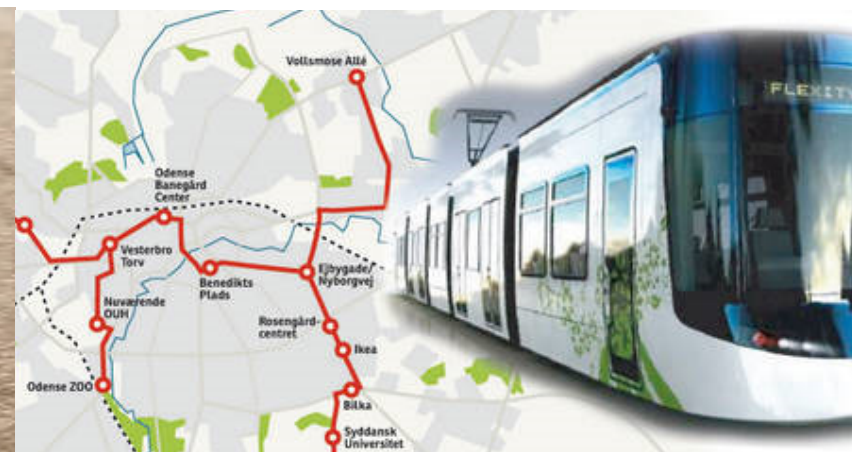 Vollsmose Allé
FLEXITY
Odense
Banegård
Center
Vesterbro
Torv
Benedikts
Plads
Ejbygade/
Nyborgvej
Nuværende
OUH
Rosengård-
centret
Ikea
Odense ZOO
Bilka
Syddansk
Universitet